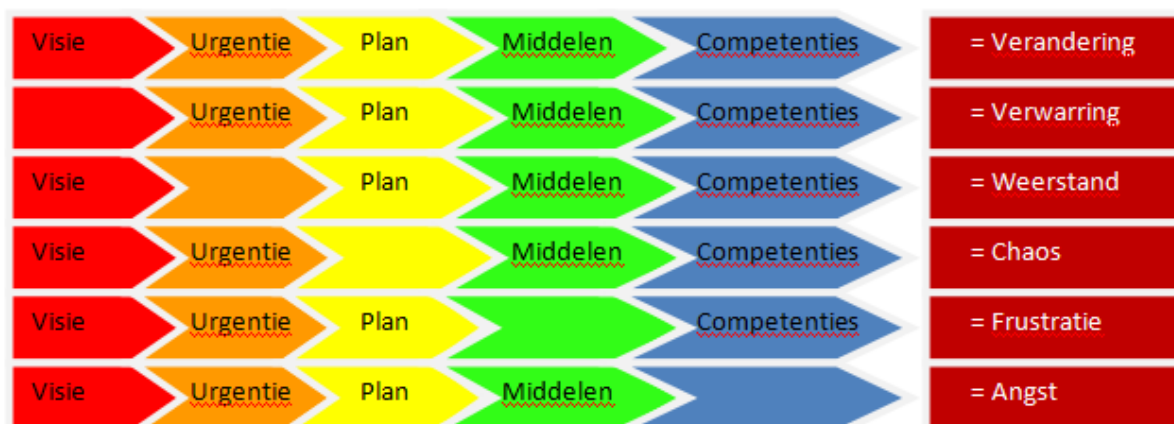 Visie Urgentie Plan Middelen Competenties = Verandering
Urgentie Plan Middelen Competenties = Verwarring
Visie Plan Middelen Competenties = Weerstand
Visie Urgentie Middelen Competenties = Chaos
Visie Urgentie Plan Competenties = Frustratie
Visie Urgentie Plan Middelen = Angst